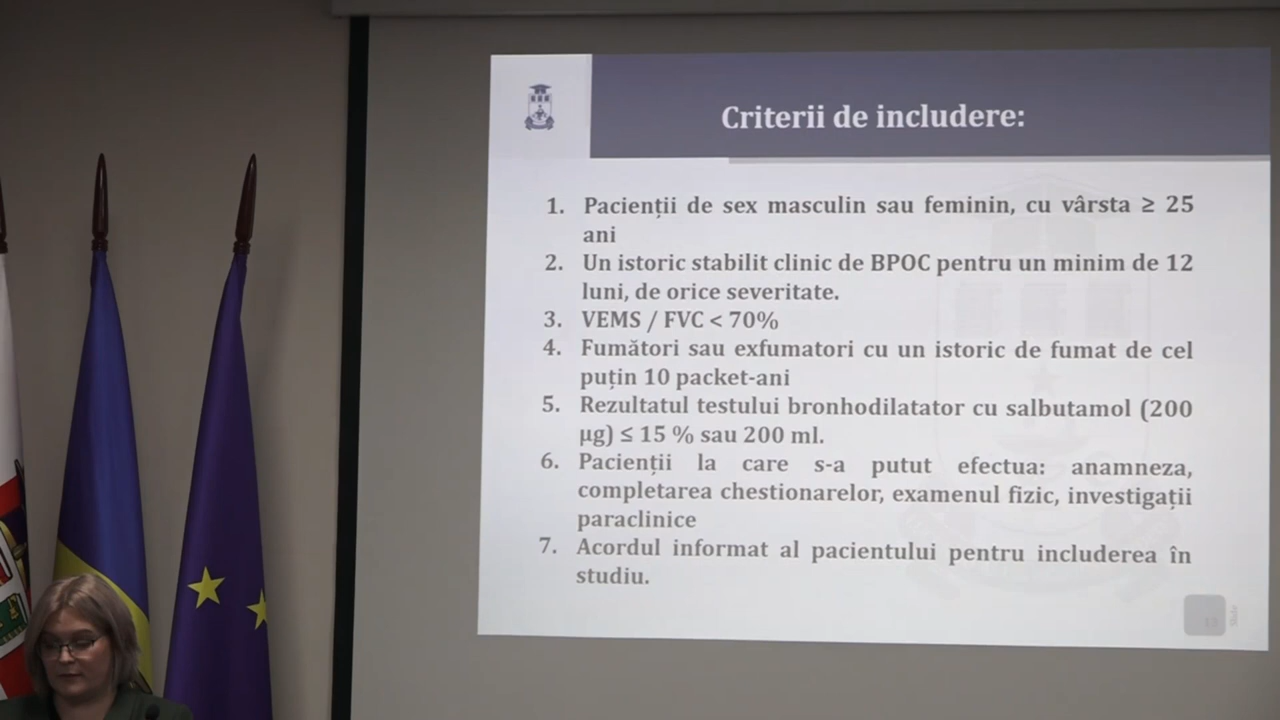 Criterii de includere:
1. Pacienții de sex masculin sau feminin, cu vârsta ≥ 25
ani
2. Un istoric stabilit clinic de BPOC pentru un minim de 12
luni, de orice severitate.
3. VEMS / FVC < 70%
4. Fumători sau exfumatori cu un istoric de fumat de cel
puțin 10 packet-ani
5. Rezultatul testului bronhodilatator cu salbutamol (200
µg) ≤ 15 % sau 200 ml.
6. Pacienții la care s-a putut efectua: anamneza,
completarea chestionarelor, examenul fizic, investigații
paraclinice
7. Acordul informat al pacientului pentru includerea în
studiu.